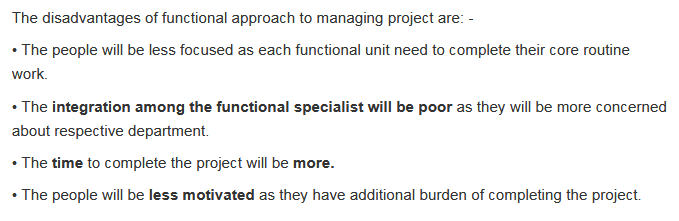 The disadvantages of functional approach to managing project are: -
• The people will be less focused as each functional unit need to complete their core routine
work.
• The integration among the functional specialist will be poor as they will be more concerned
about respective department.
• The time to complete the project will be more.
• The people will be less motivated as they have additional burden of completing the project.